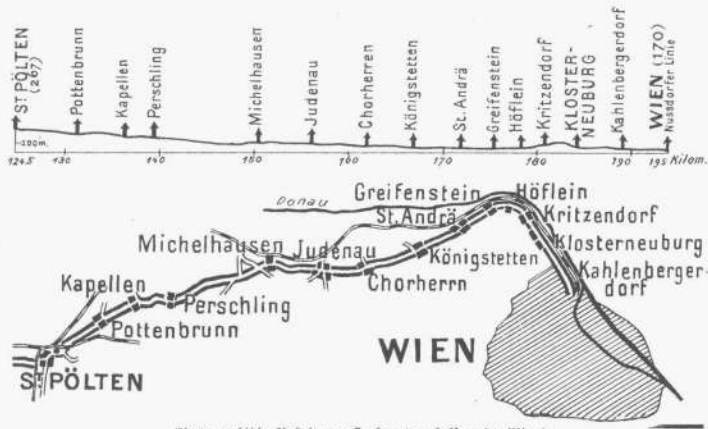 ST PÖLTEN
(267)
Pottenbrunn
Kapellen
Perschling
Michelhausen
Judenau
Chorherren
Königstetten
St. Andrä
Greifenstein
Höflein
Kritzendorf
KLOSTER-
NEUBURG
Kahlenbergerdorf
WIEN (170)
Nussdorfer Linie
200m.
124.5 130 140 150 160 170 180 190 195 Kilom.
Donau
Greifenstein
Höflein
St. Andrä
Kritzendorf
Michelhausen
Judenau
Königstetten
Klosterneuburg
Kapellen
Chorherrn
Kahlenberger-
dorf
Perschling
Pottenbrunn
WIEN
ST PÖLTEN